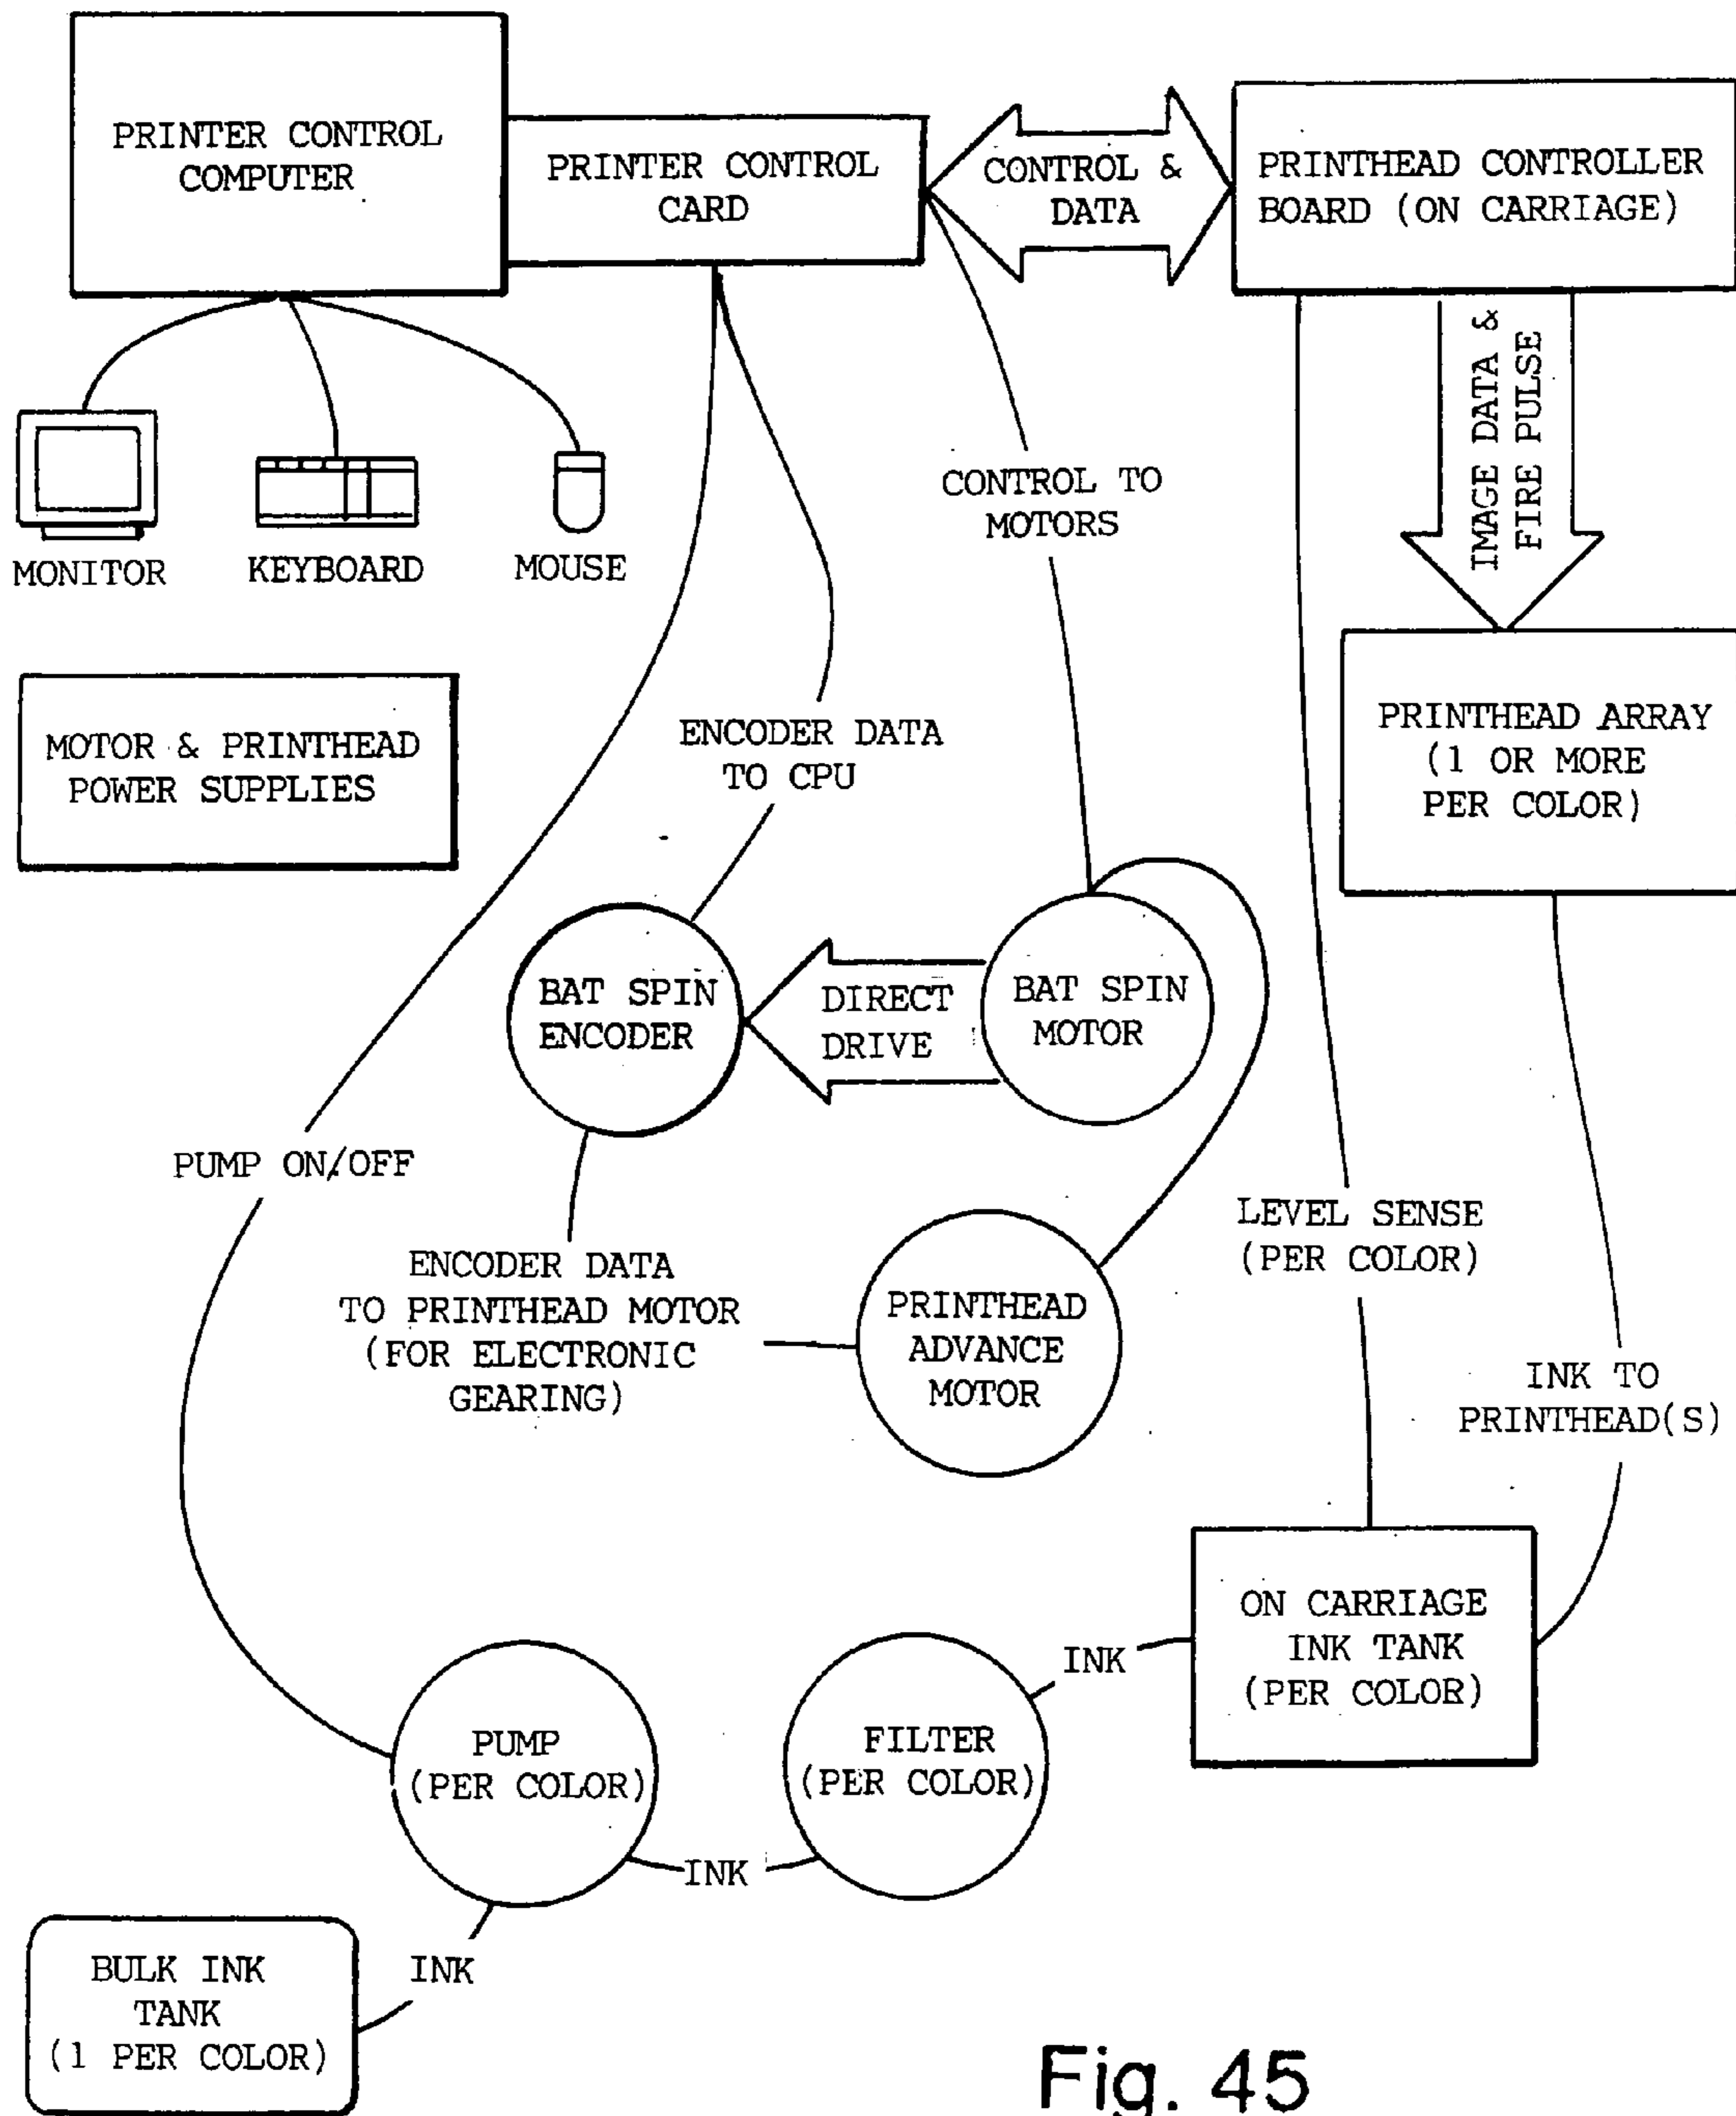 PRINTER CONTROL
COMPUTER
PRINTER CONTROL
CARD
CONTROL &
DATA
PRINTHEAD CONTROLLER
BOARD (ON CARRIAGE)
IMAGE DATA &
FIRE PULSE
MONITOR
KEYBOARD
MOUSE
CONTROL TO
MOTORS
MOTOR & PRINTHEAD
POWER SUPPLIES
ENCODER DATA
TO CPU
PRINTHEAD ARRAY
(1 OR MORE
PER COLOR)
BAT SPIN
ENCODER
DIRECT
DRIVE
BAT SPIN
MOTOR
PUMP ON/OFF
LEVEL SENSE
(PER COLOR)
ENCODER DATA
TO PRINTHEAD MOTOR
(FOR ELECTRONIC
GEARING)
PRINTHEAD
ADVANCE
MOTOR
INK TO
PRINTHEAD(S)
ON CARRIAGE
INK TANK
(PER COLOR)
INK
FILTER
(PER COLOR)
PUMP
(PER COLOR)
INK
INK
BULK INK
TANK
(1 PER COLOR)
Fig. 45